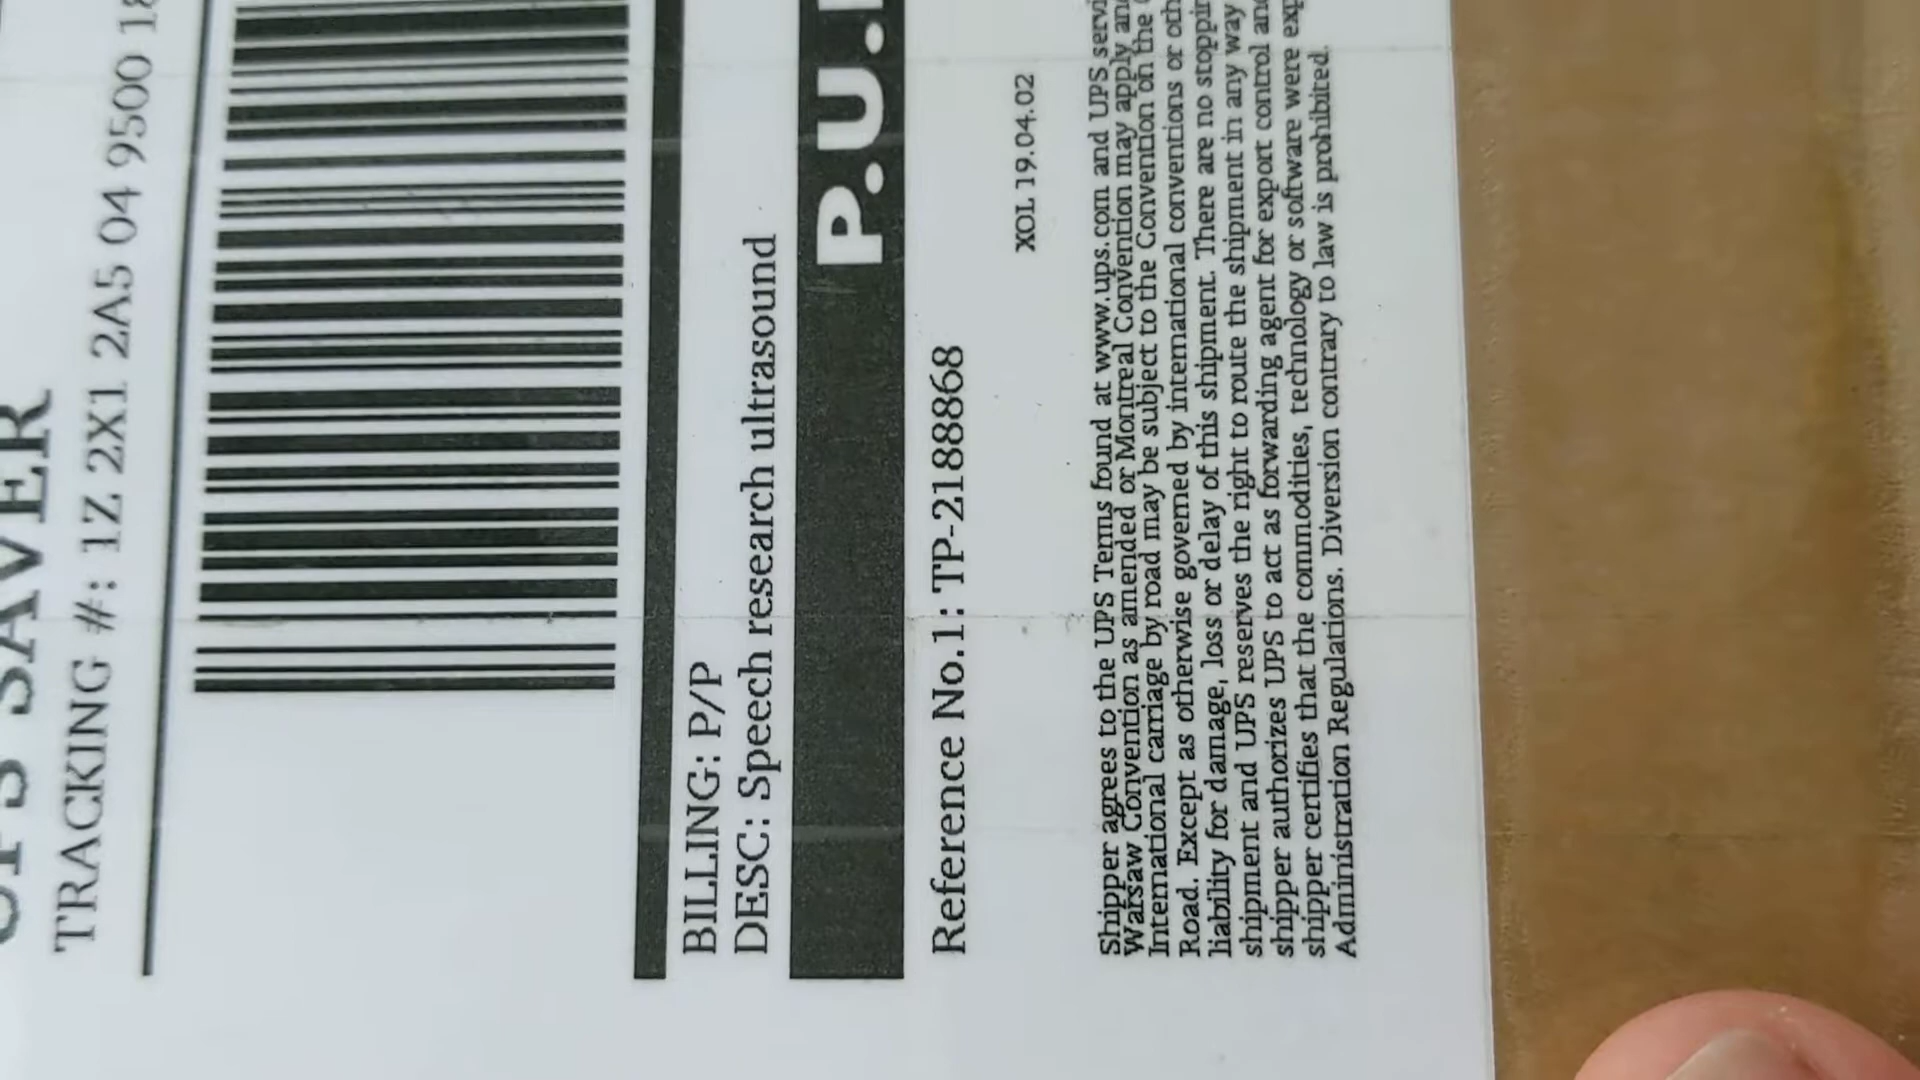 UPS SAVER
TRACKING #: 1Z 2X1 2A5 04 9500 18
BILLING: P/P
DESC: Speech research ultrasound
P.U.
Reference No.1: TP-2188868
XOL 19.04.02
Shipper agrees to the UPS Terms found at www.ups.com and UPS servi
Warsaw Convention as amended or Montreal Convention may apply and
International carriage by road may be subject to the Convention on the
Road. Except as otherwise governed by international conventions or oth
liability for damage, loss or delay of this shipment. There are no stoppin
shipment and UPS reserves the right to route the shipment in any way
shipper authorizes UPS to act as forwarding agent for export control and
shipper certifies that the commodities, technology or software were exp
Administration Regulations. Diversion contrary to law is prohibited.